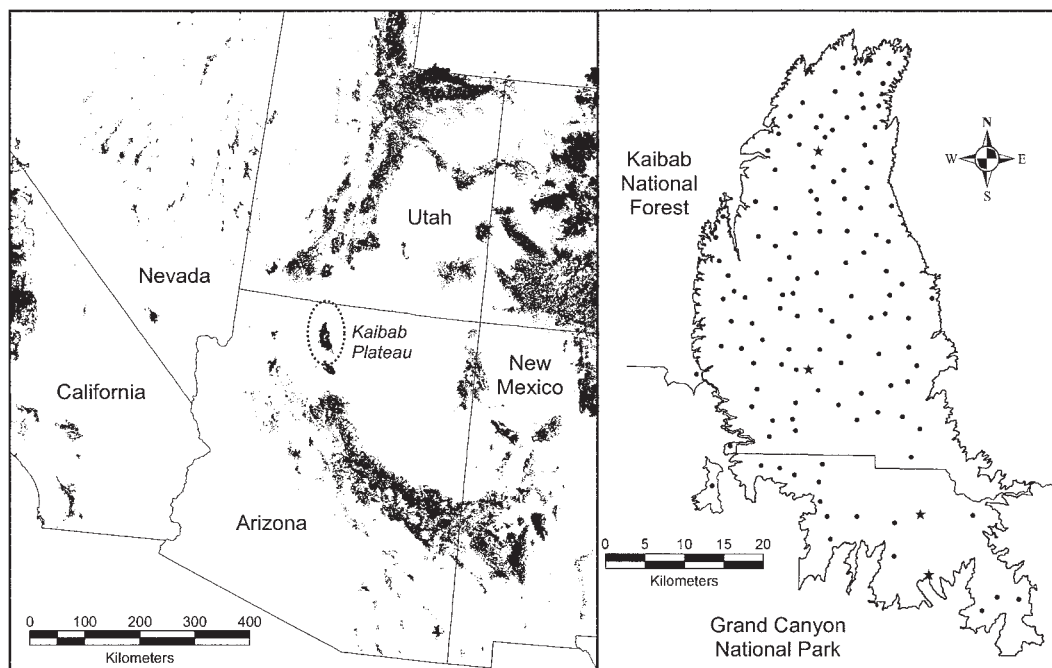 Utah
Nevada
Kaibab
Plateau
New
Mexico
California
Arizona
0 100 200 300 400
Kilometers
Kaibab
National
Forest
N
W E
S
0 5 10 15 20
Kilometers
Grand Canyon
National Park